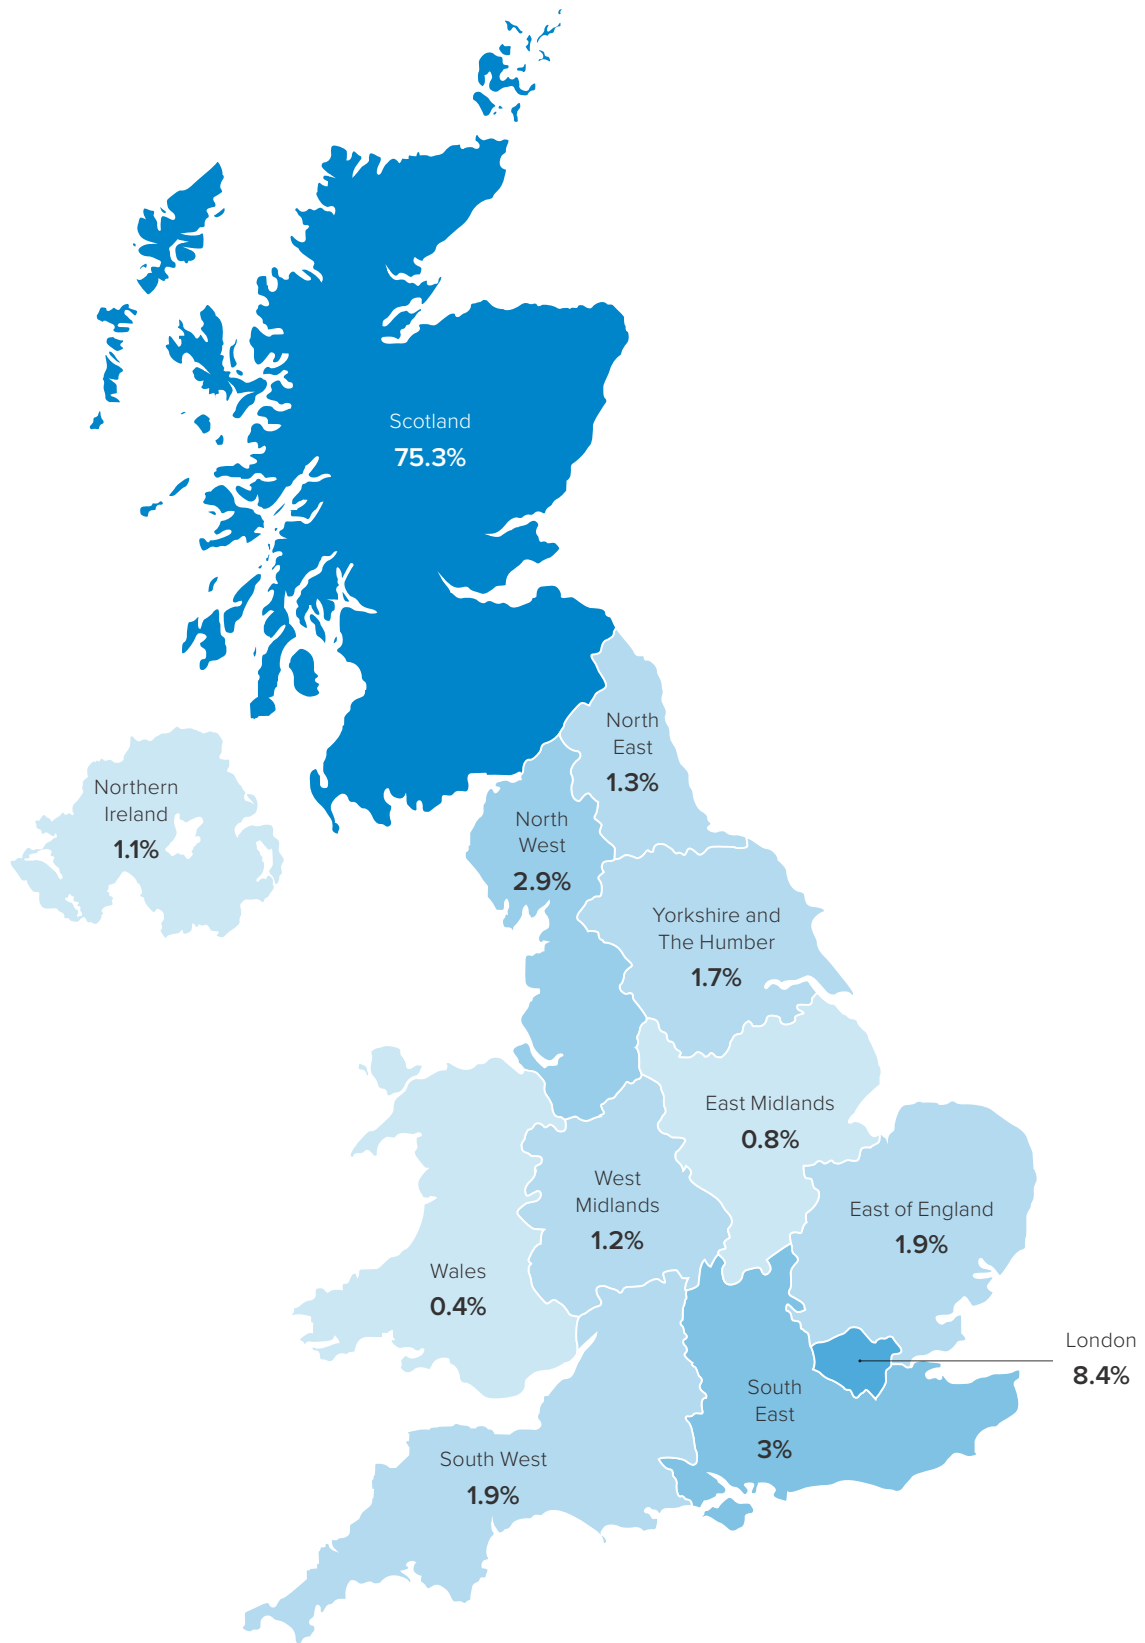 Scotland
75.3%
North
East
1.3%
Northern
Ireland
1.1%
North
West
2.9%
Yorkshire and
The Humber
1.7%
East Midlands
0.8%
West
Midlands
1.2%
East of England
1.9%
Wales
0.4%
London
8.4%
South
East
3%
South West
1.9%